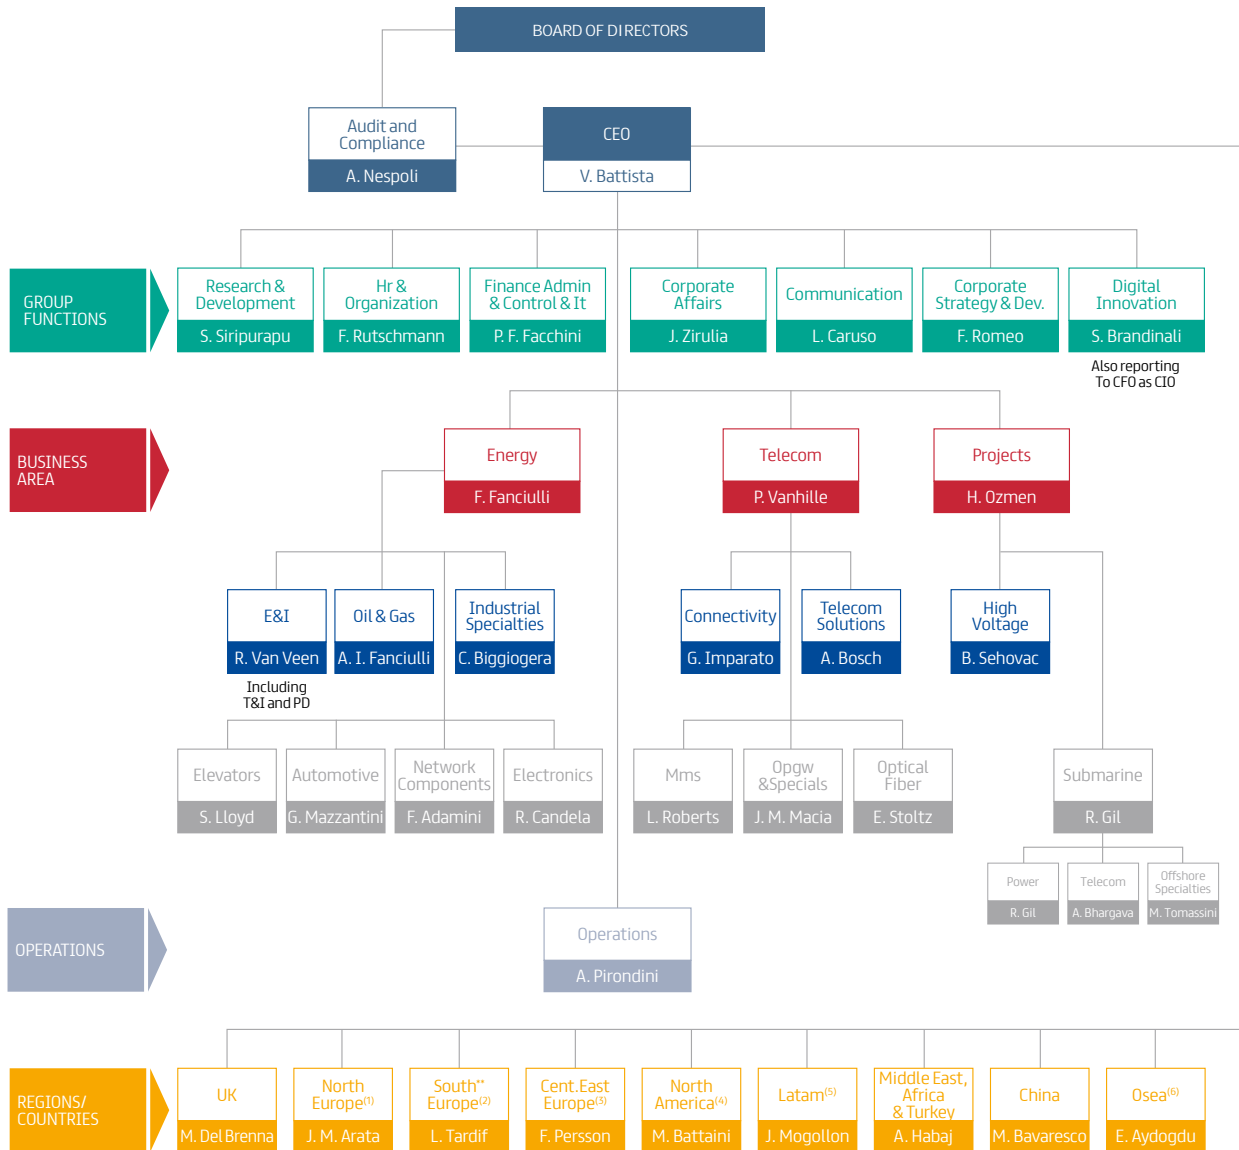 BOARD OF DIRECTORS
Audit and
Compliance
A. Nespoli
CEO
V. Battista
GROUP
FUNCTIONS
Research &
Development
S. Siripurapu
Hr &
Organization
F. Rutschmann
Finance Admin
& Control & It
P. F. Facchini
Corporate
Affairs
J. Zirulia
Communication
L. Caruso
Corporate
Strategy & Dev.
F. Romeo
Digital
Innovation
S. Brandinali
Also reporting
To CFO as CIO
BUSINESS
AREA
Energy
F. Fanciulli
Telecom
P. Vanhille
Projects
H. Ozmen
E&I
R. Van Veen
Including
T&I and PD
Oil & Gas
A. I. Fanciulli
Industrial
Specialties
C. Biggiogera
Connectivity
G. Imparato
Telecom
Solutions
A. Bosch
High
Voltage
B. Sehovac
Elevators
S. Lloyd
Automotive
G. Mazzantini
Network
Components
F. Adamini
Electronics
R. Candela
Mms
L. Roberts
Opgw
&Specials
J. M. Macia
Optical
Fiber
E. Stoltz
Submarine
R. Gil
Power
R. Gil
Telecom
A. Bhargava
Offshore
Specialties
M. Tomassini
OPERATIONS
Operations
A. Pirondini
REGIONS/
COUNTRIES
UK
M. Del Brenna
North
Europe(1)
J. M. Arata
South**
Europe(2)
L. Tardif
Cent.East
Europe(3)
F. Persson
North
America(4)
M. Battaini
Latam(5)
J. Mogollon
Middle East,
Africa
& Turkey
A. Habaj
China
M. Bavaresco
Osea(6)
E. Aydogdu